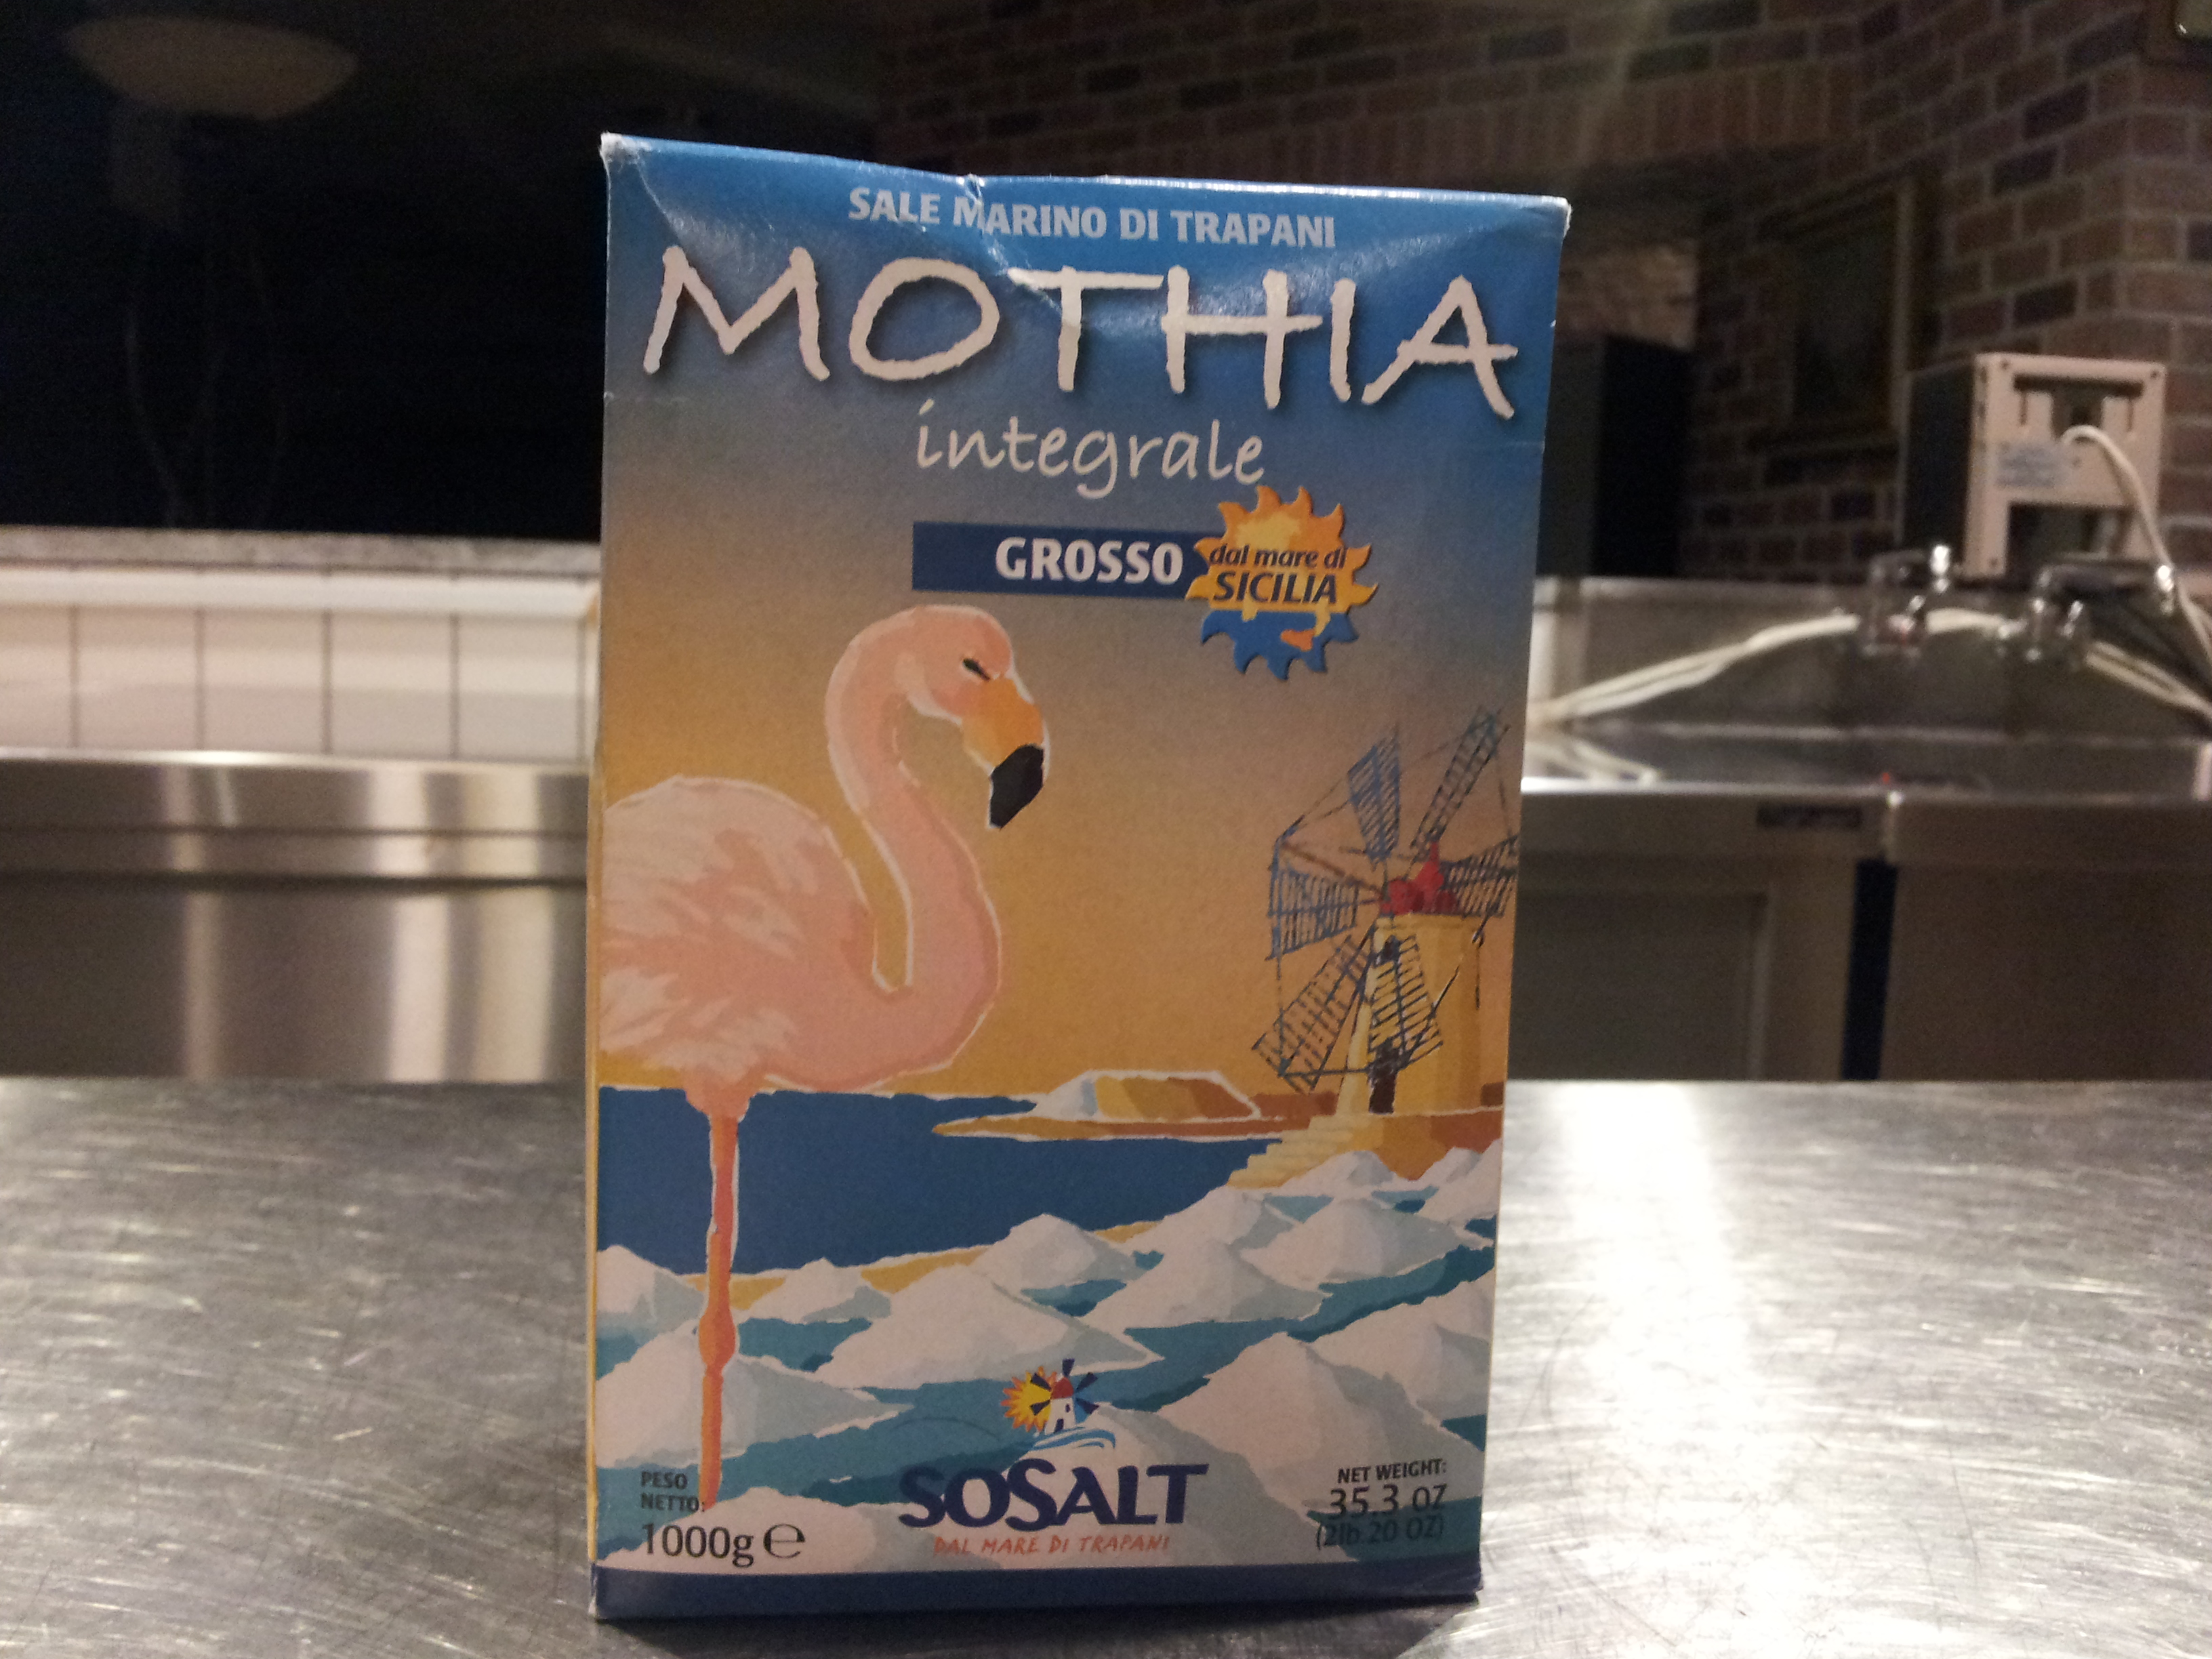 SALE MARINO DI TRAPANI
MOTHIA
integrale
GROSSO
dal mare di
SICILIA
PESO
NETTO:
1000g ℮
SOSALT
DAL MARE DI TRAPANI
NET WEIGHT:
35.3 OZ
(2lb.20 OZ)